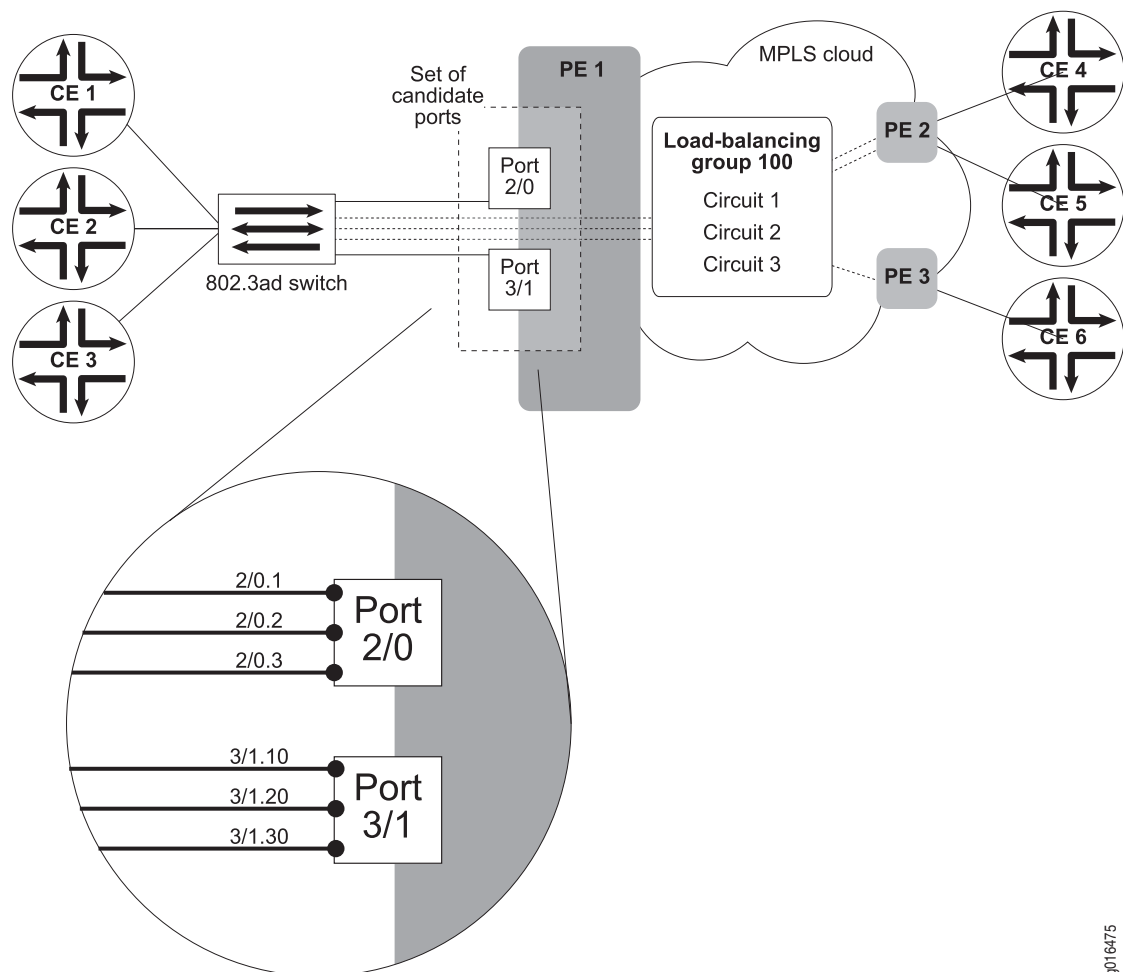 CE 1
CE 2
CE 3
802.3ad switch
Set of
candidate
ports
PE 1
Port
2/0
Port
3/1
MPLS cloud
Load-balancing
group 100
Circuit 1
Circuit 2
Circuit 3
PE 2
PE 3
CE 4
CE 5
CE 6
2/0.1
2/0.2
2/0.3
Port
2/0
3/1.10
3/1.20
3/1.30
Port
3/1
g016475